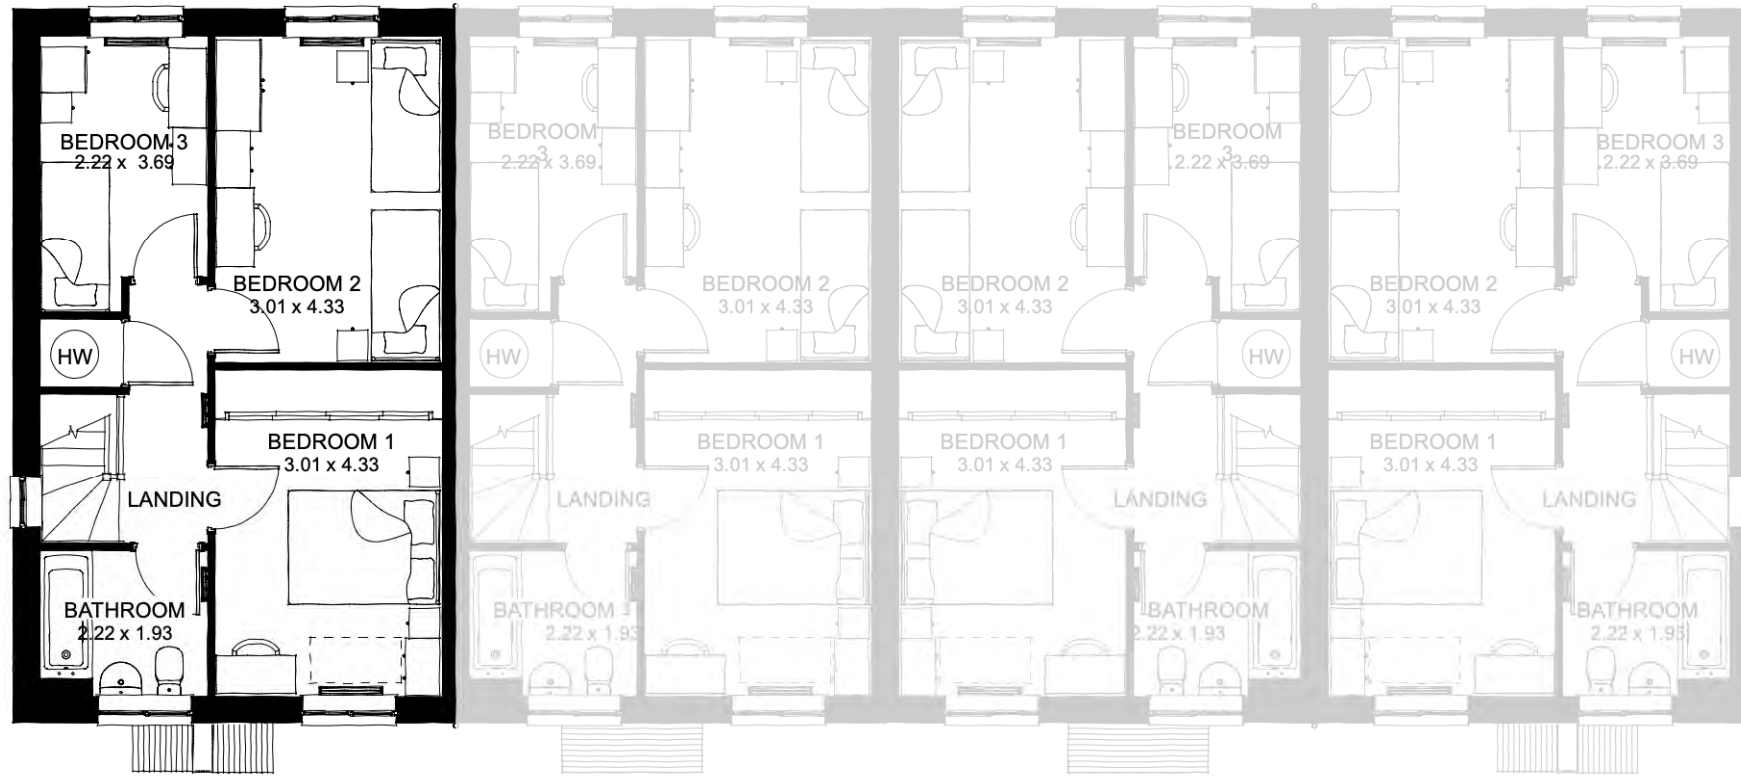 BEDROOM 3
2.22 x 3.69
BEDROOM 2
3.01 x 4.33
HW
BEDROOM 1
3.01 x 4.33
LANDING
BATHROOM
2.22 x 1.93
BEDROOM
3
2.22 x 3.69
BEDROOM 2
3.01 x 4.33
HW
BEDROOM 1
3.01 x 4.33
LANDING
BATHROOM
2.22 x 1.93
BEDROOM
3
2.22 x 3.69
BEDROOM 2
3.01 x 4.33
HW
BEDROOM 1
3.01 x 4.33
LANDING
BATHROOM
2.22 x 1.93
BEDROOM 3
2.22 x 3.69
BEDROOM 2
3.01 x 4.33
HW
BEDROOM 1
3.01 x 4.33
LANDING
BATHROOM
2.22 x 1.93